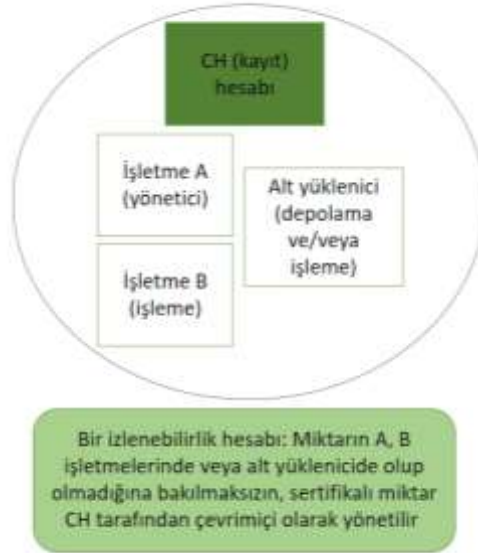 CH (kayıt)
hesabı
İşletme A
(yönetici)
Alt yüklenici
(depolama
ve/veya
işleme)
İşletme B
(işleme)
Bir izlenebilirlik hesabı: Miktarın A, B
işletmelerinde veya alt yüklenicide olup
olmadığına bakılmaksızın, sertifikalı miktar
CH tarafından çevrimiçi olarak yönetilir